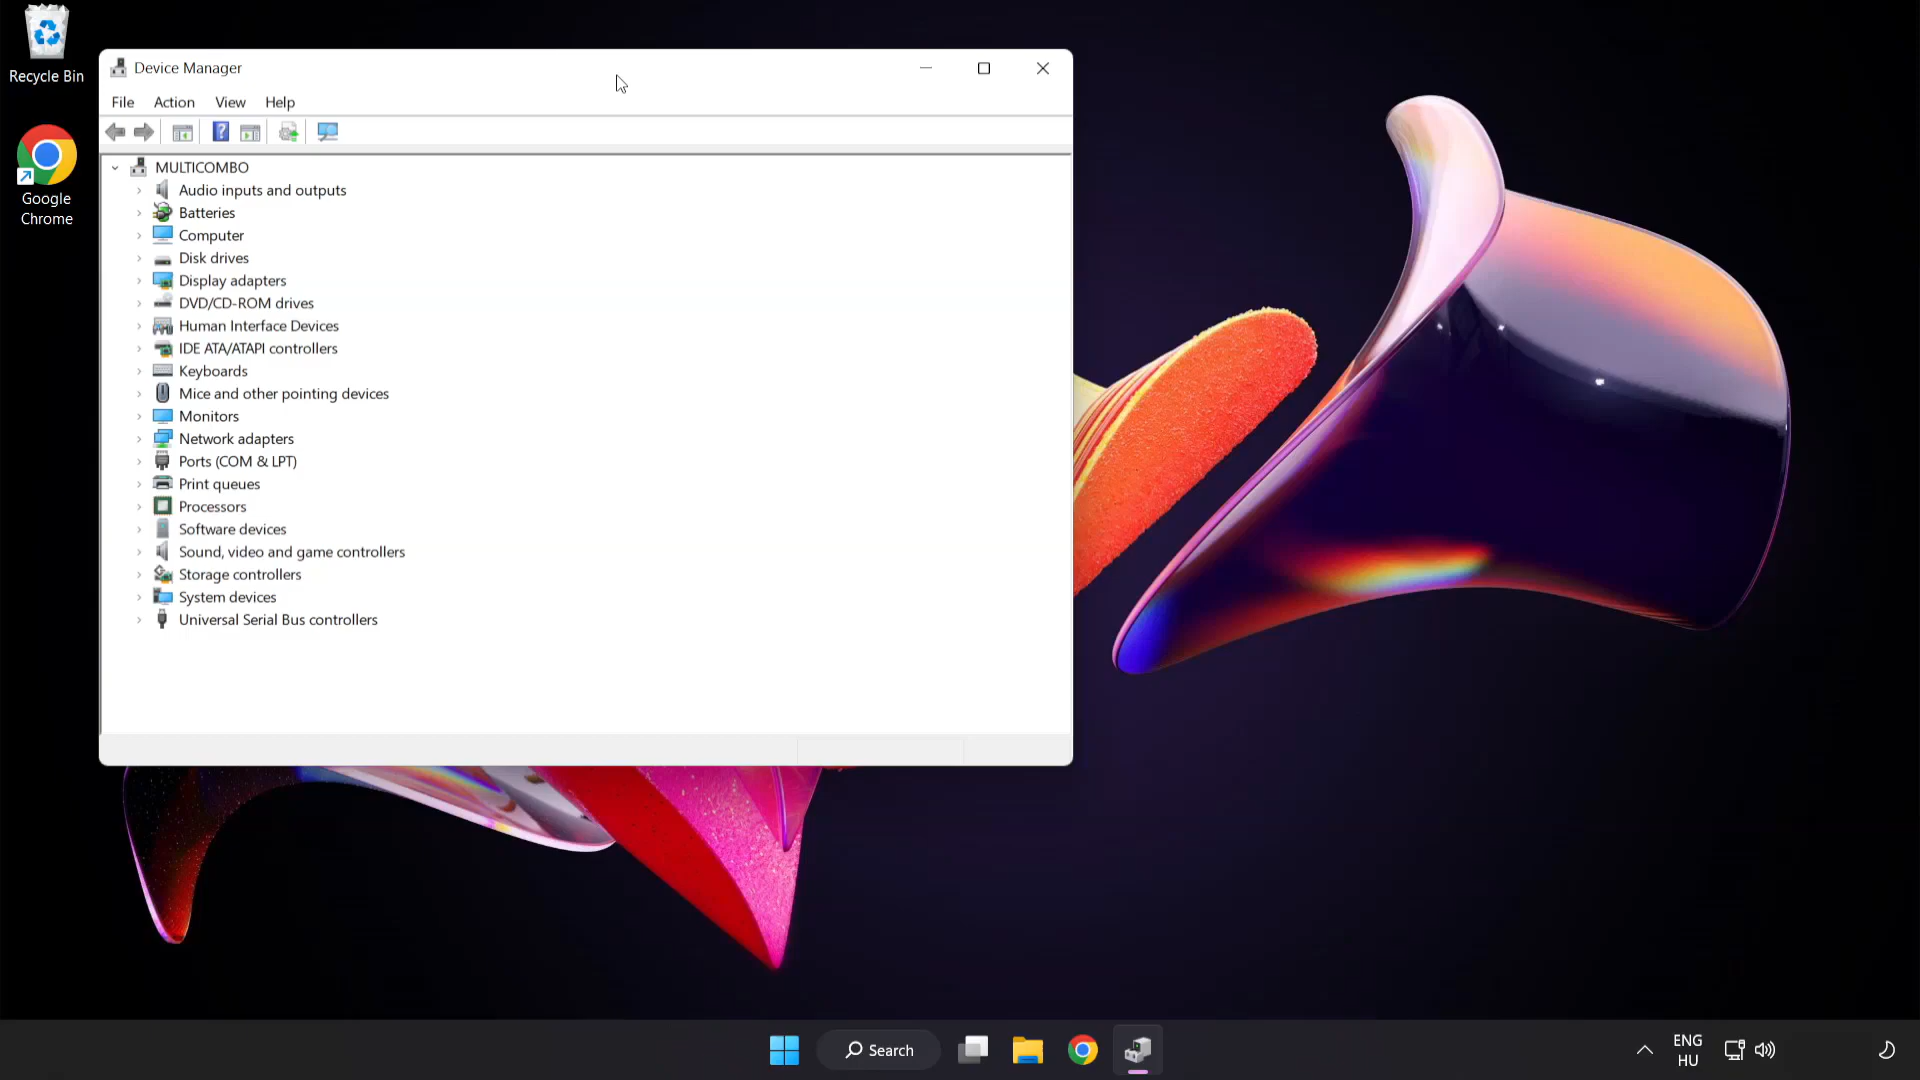 Recycle Bin
Google
Chrome
Device Manager
File Action View Help
MULTICOMBO
Audio inputs and outputs
Batteries
Computer
Disk drives
Display adapters
DVD/CD-ROM drives
Human Interface Devices
IDE ATA/ATAPI controllers
Keyboards
Mice and other pointing devices
Monitors
Network adapters
Ports (COM & LPT)
Print queues
Processors
Software devices
Sound, video and game controllers
Storage controllers
System devices
Universal Serial Bus controllers
Search
ENG
HU